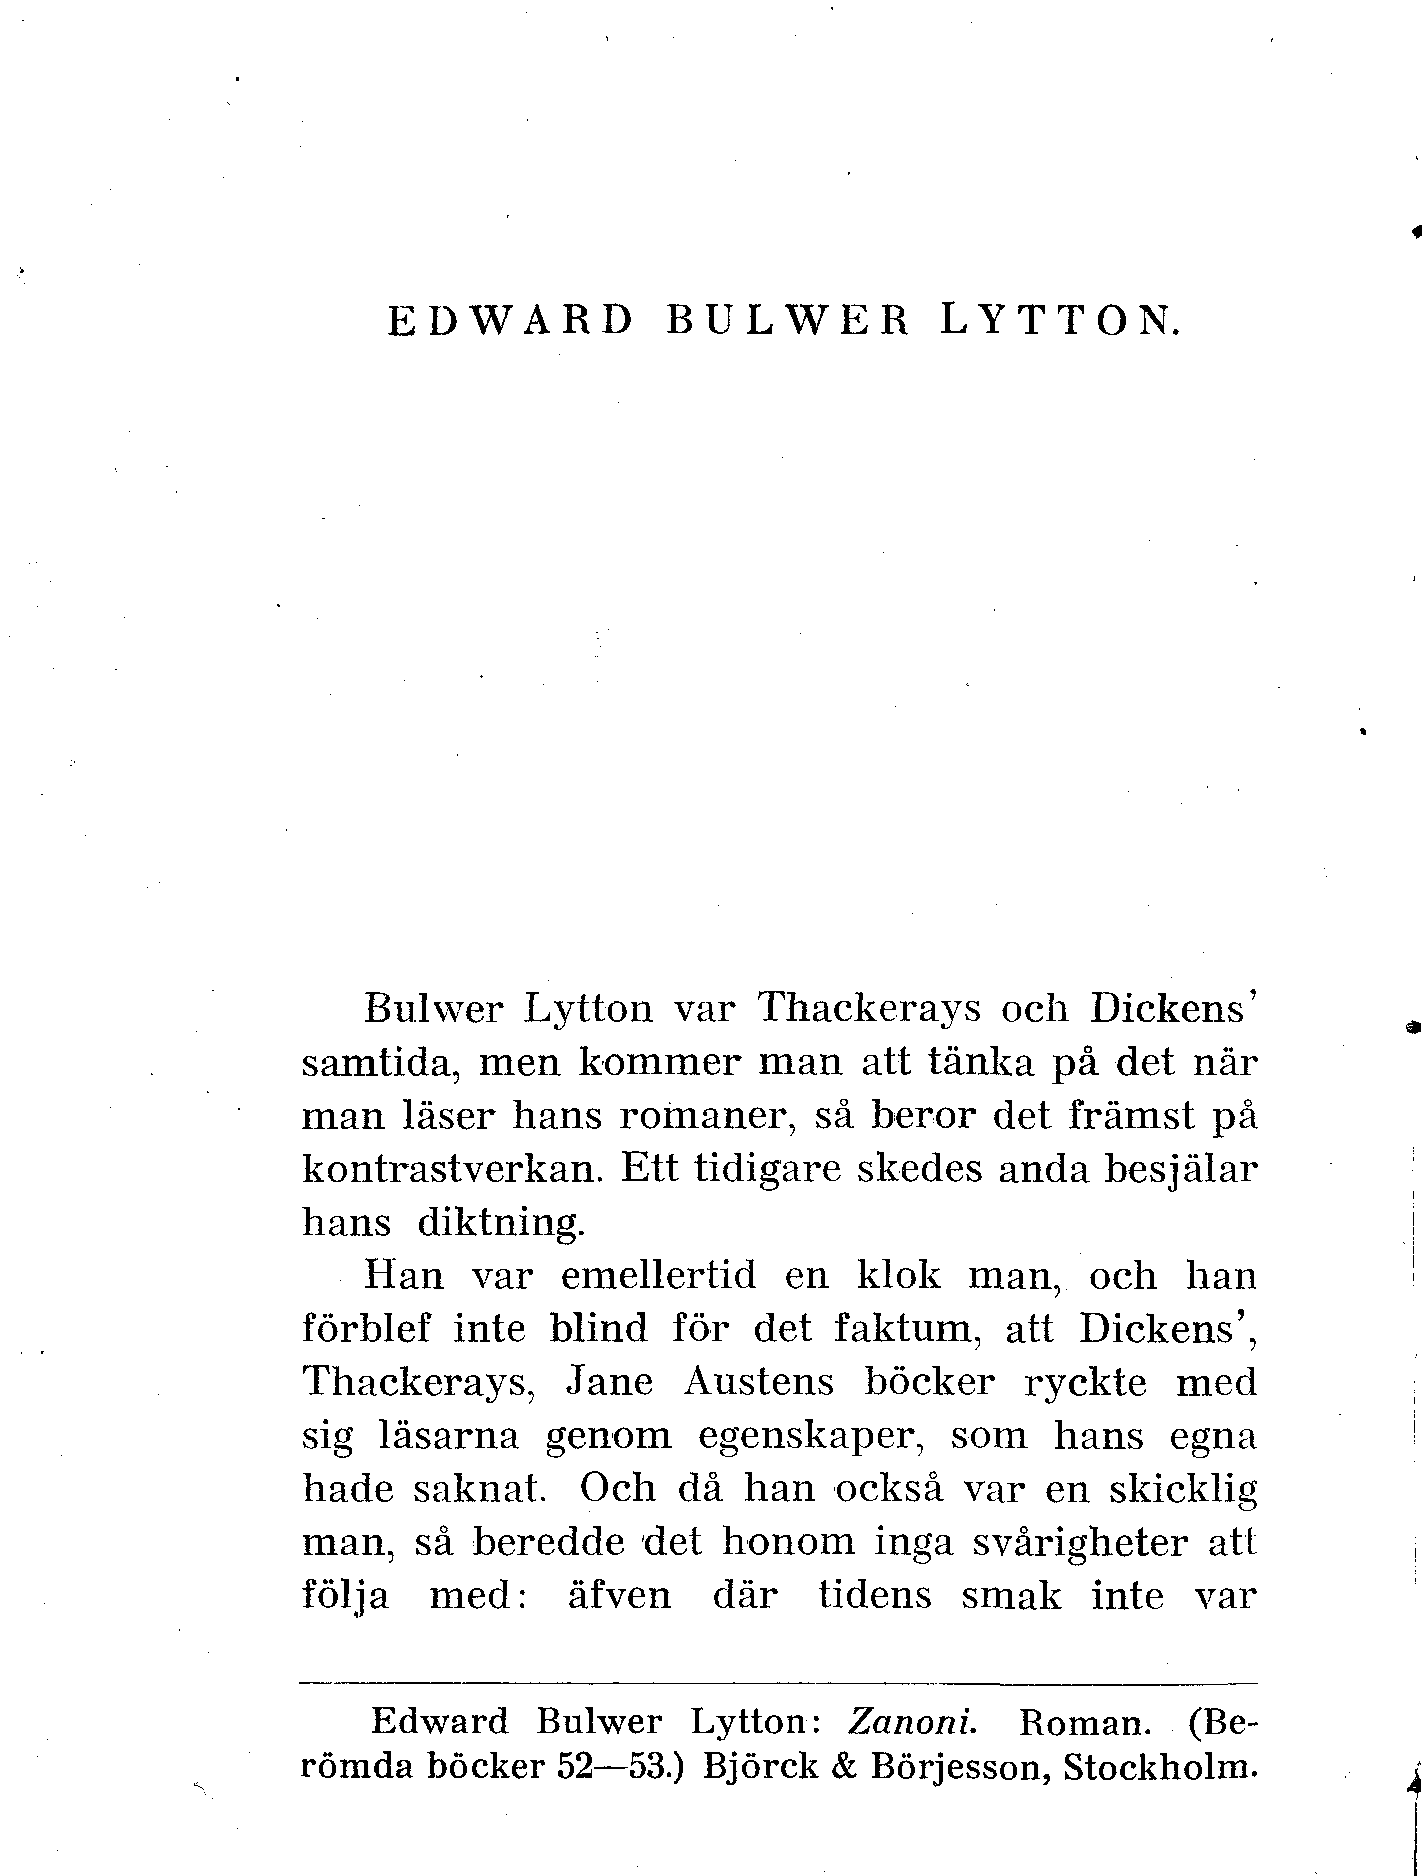 EDWARD BULWER LYTTON.
Bulwer Lytton var Thackerays och Dickens'
samtida, men kommer man att tänka på det när
man läser hans romaner, så beror det främst på
kontrastverkan. Ett tidigare skedes anda besjälar
hans diktning.
Han var emellertid en klok man, och han
förblef inte blind för det faktum, att Dickens',
Thackerays, Jane Austens böcker ryckte med
sig läsarna genom egenskaper, som hans egna
hade saknat. Och då han också var en skicklig
man, så beredde det honom inga svårigheter att
följa med: äfven där tidens smak inte var
Edward Bulwer Lytton: Zanoni. Roman. (Be-
römda böcker 52—53.) Björck & Börjesson, Stockholm.